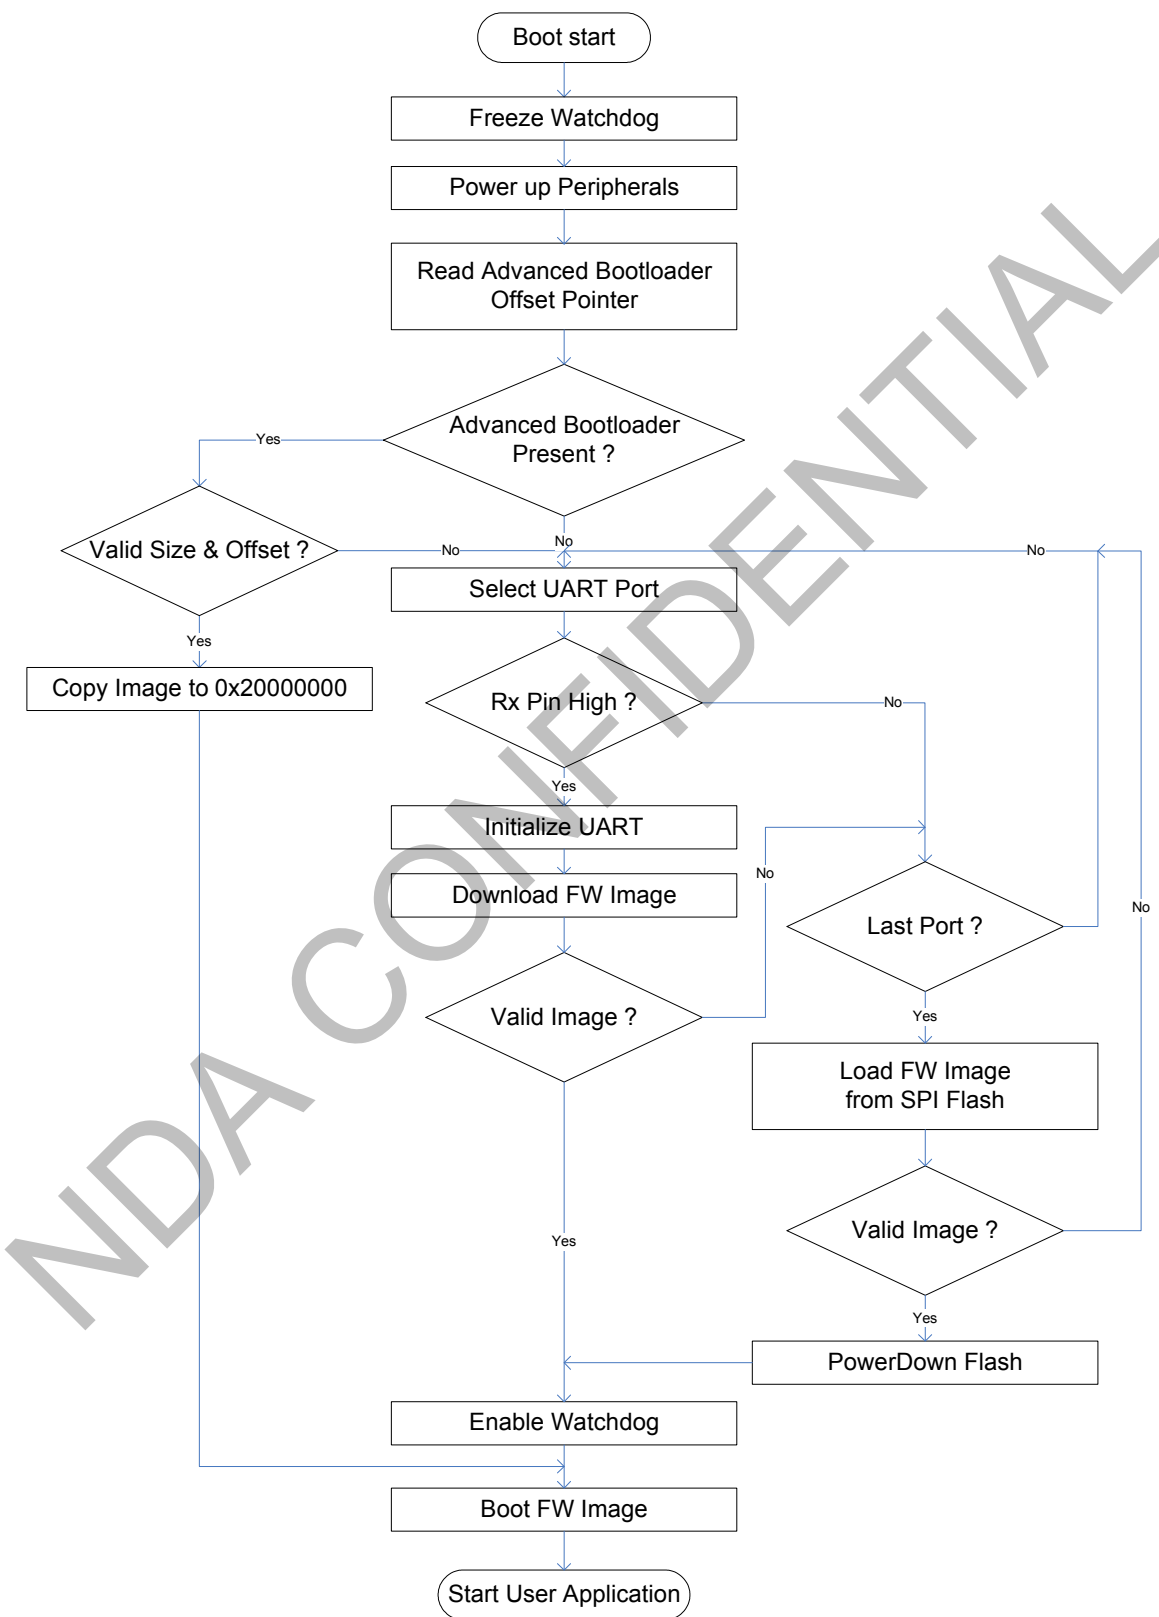 Boot start
Freeze Watchdog
Power up Peripherals
Read Advanced Bootloader
Offset Pointer
Advanced Bootloader
Present ?
Yes
Valid Size & Offset ?
No
No
No
Select UART Port
Yes
Copy Image to 0x20000000
Rx Pin High ?
No
Yes
Initialize UART
Download FW Image
No
Last Port ?
No
Valid Image ?
Yes
Load FW Image
from SPI Flash
Valid Image ?
Yes
Yes
PowerDown Flash
Enable Watchdog
Boot FW Image
Start User Application
NDA CONFIDENTIAL